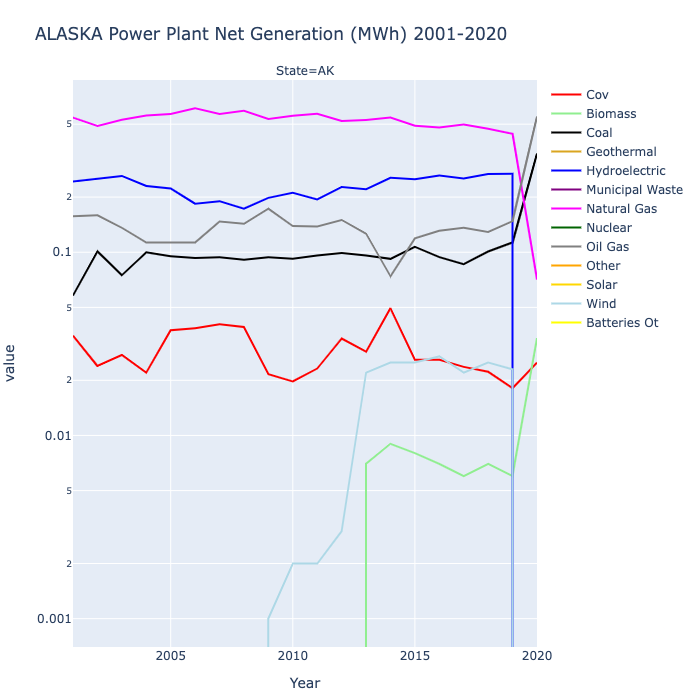 ALASKA Power Plant Net Generation (MWh) 2001-2020
State=AK
Cov
Biomass
Coal
Geothermal
Hydroelectric
Municipal Waste
Natural Gas
Nuclear
Oil Gas
Other
Solar
Wind
Batteries Ot
5
2
0.1
5
2
0.01
5
2
0.001
value
2005
2010
2015
2020
Year